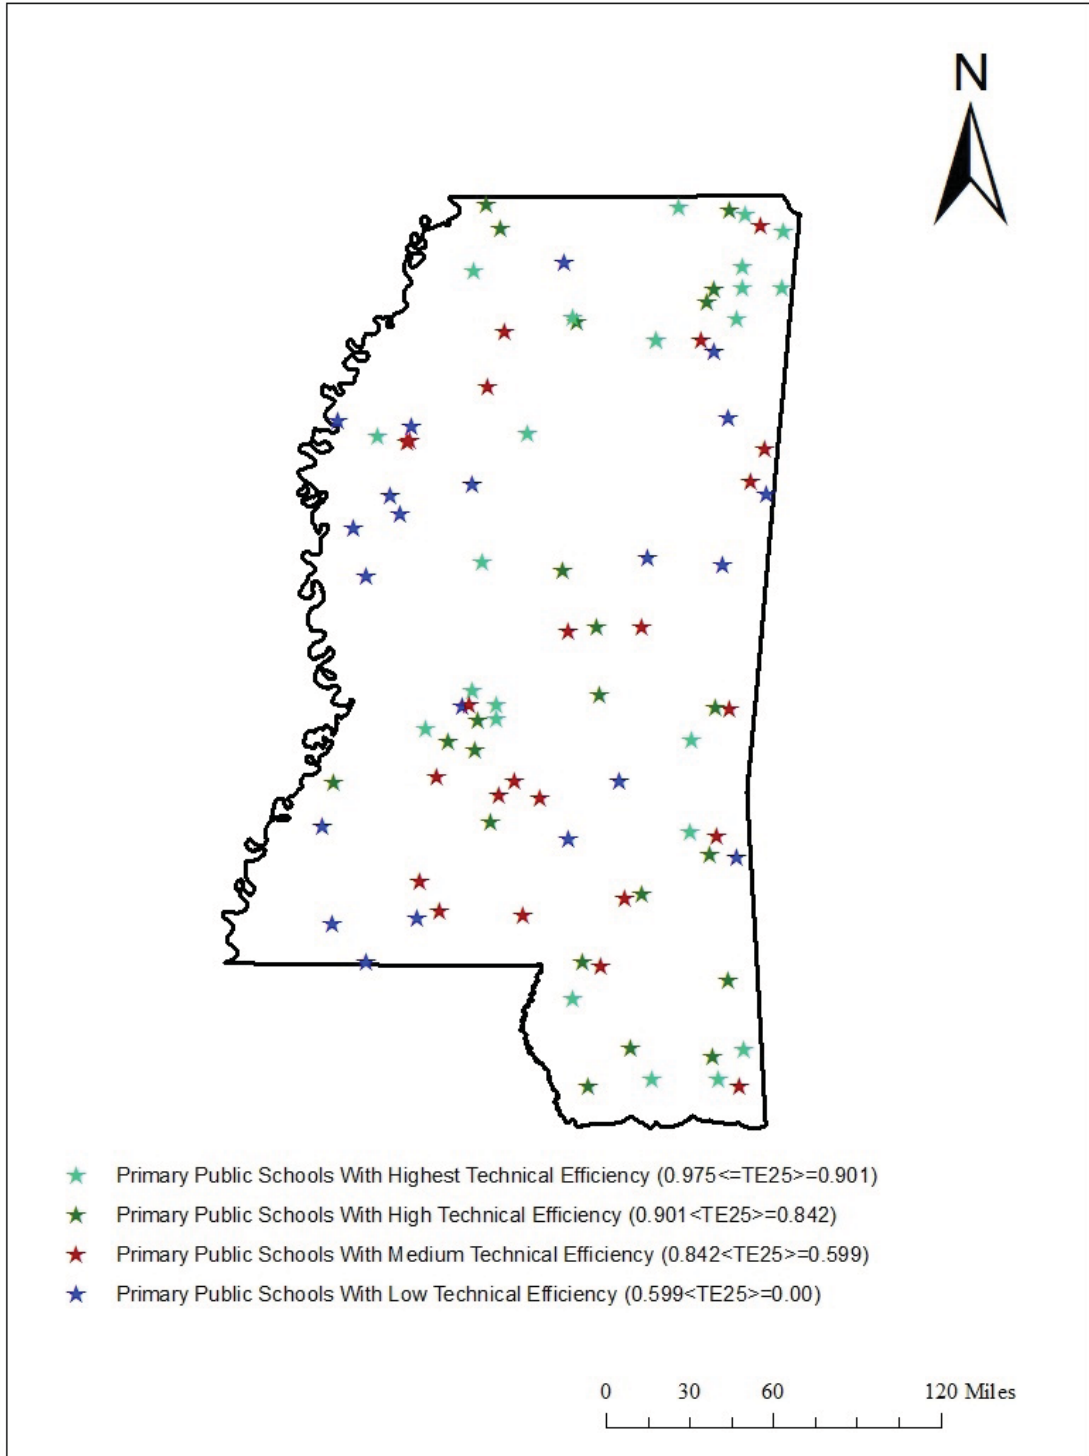 N
Primary Public Schools With Highest Technical Efficiency (0.975<=TE25>=0.901)
Primary Public Schools With High Technical Efficiency (0.901<TE25>=0.842)
Primary Public Schools With Medium Technical Efficiency (0.842<TE25>=0.599)
Primary Public Schools With Low Technical Efficiency (0.599<TE25>=0.00)
0 30 60 120 Miles